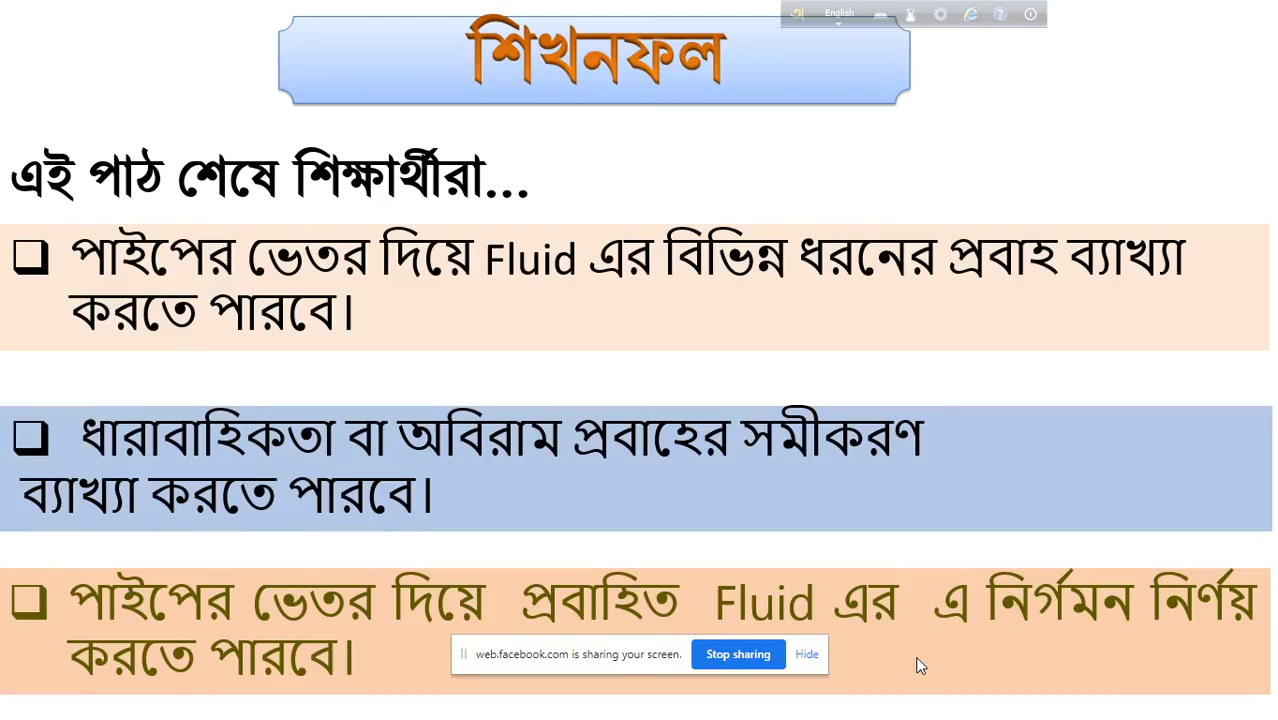 English
শিখনফল
এই পাঠ শেষে শিক্ষার্থীরা...
পাইপের ভেতর দিয়ে Fluid এর বিভিন্ন ধরনের প্রবাহ ব্যাখ্যা
করতে পারবে।
ধারাবাহিকতা বা অবিরাম প্রবাহের সমীকরণ
ব্যাখ্যা করতে পারবে।
পাইপের ভেতর দিয়ে প্রবাহিত Fluid এর এ নির্গমন নির্ণয়
করতে পারবে।
web.facebook.com is sharing your screen. Stop sharing Hide